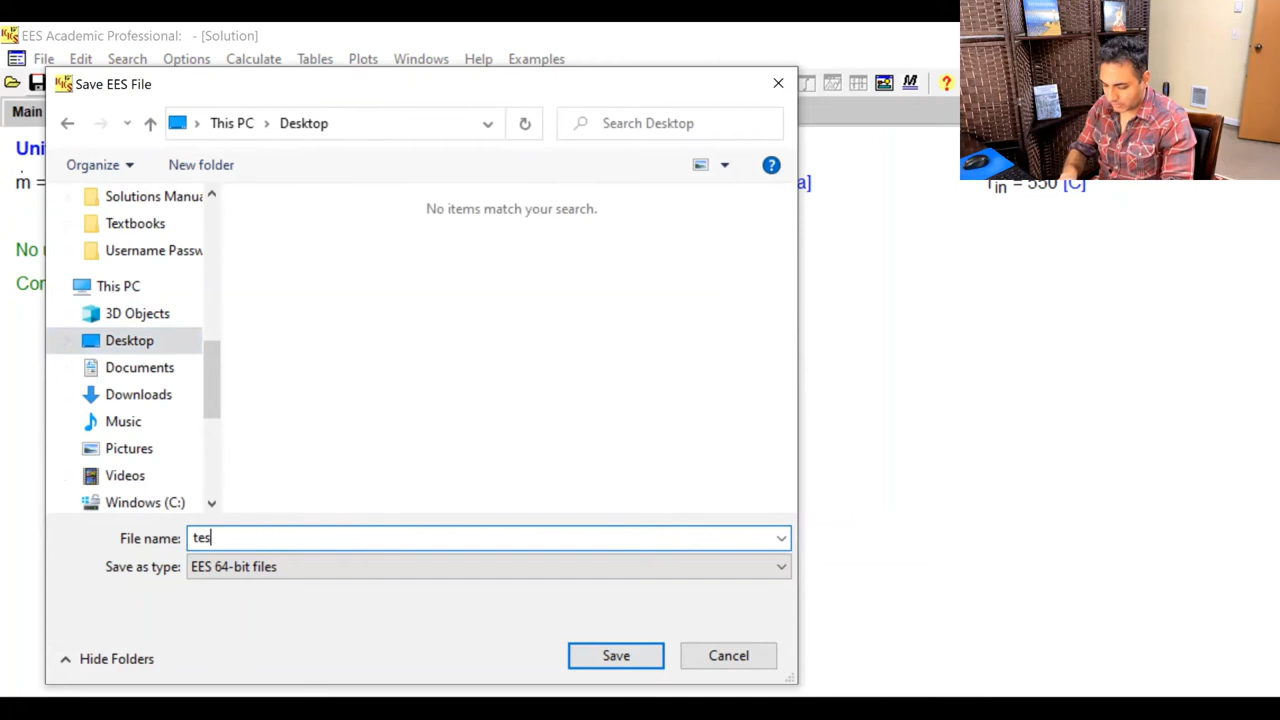 EES Academic Professional: - [Solution]
File Edit Search Options Calculate Tables Plots Windows Help Examples
Save EES File
Main
This PC > Desktop
Search Desktop
Organize
New folder
ṁ =
a]
T in = 550 [C]
Solutions Manua
Textbooks
Username Passw
This PC
3D Objects
Desktop
Documents
Downloads
Music
Pictures
Videos
Windows (C:)
No items match your search.
No
File name: tes
Save as type: EES 64-bit files
Hide Folders
Save
Cancel